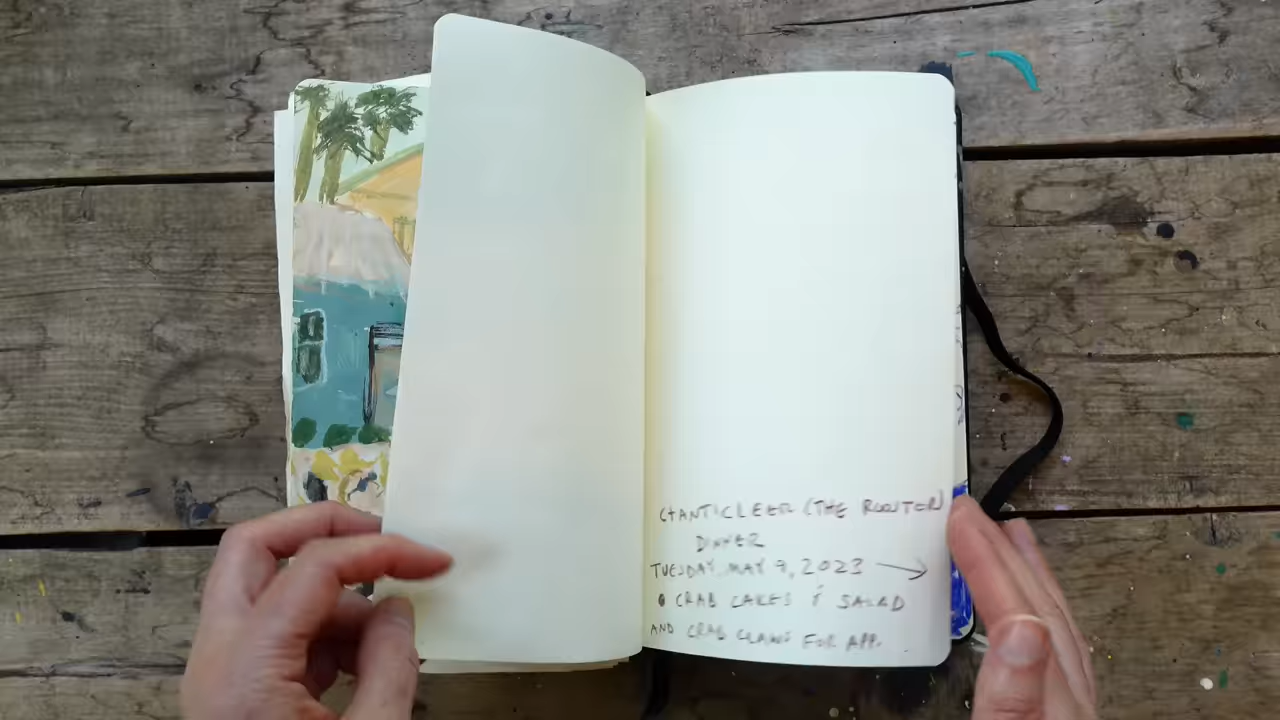 CHANTICLEER (THE ROOSTER)
DINNER
TUESDAY, MAY 9, 2023 →
• CRAB CAKES & SALAD
AND CRAB CLAWS FOR APP.